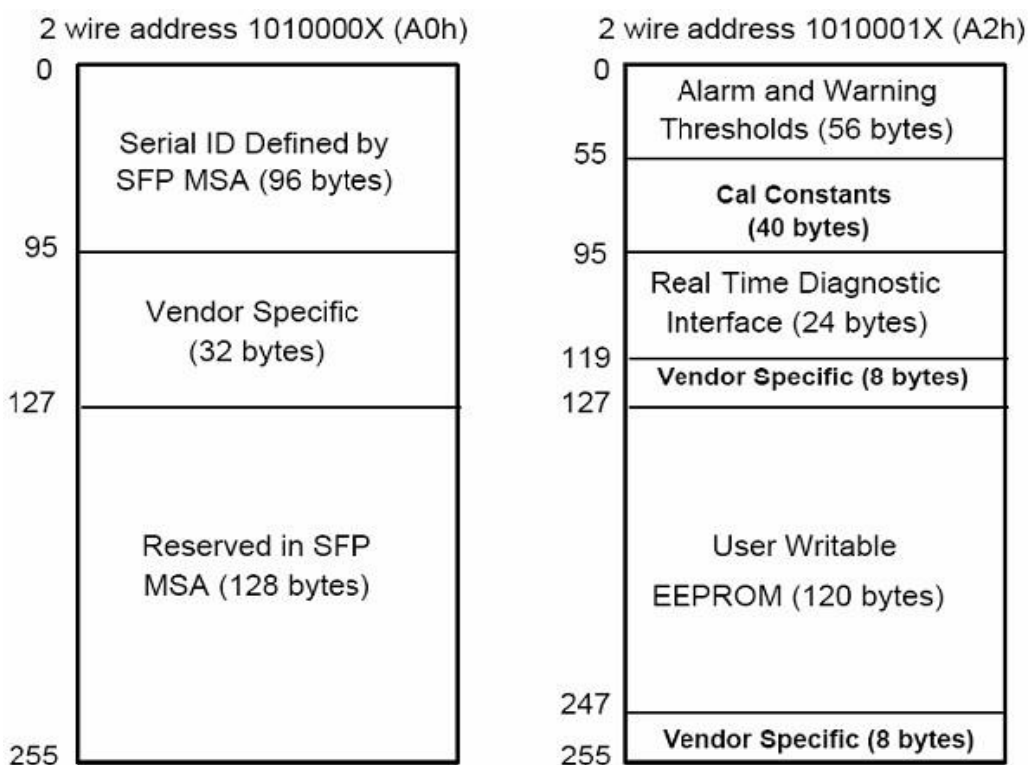 2 wire address 1010000X (A0h)
0
Serial ID Defined by
SFP MSA (96 bytes)
95
Vendor Specific
(32 bytes)
127
Reserved in SFP
MSA (128 bytes)
255
2 wire address 1010001X (A2h)
0
Alarm and Warning
Thresholds (56 bytes)
55
Cal Constants
(40 bytes)
95
Real Time Diagnostic
Interface (24 bytes)
119
Vendor Specific (8 bytes)
127
User Writable
EEPROM (120 bytes)
247
Vendor Specific (8 bytes)
255